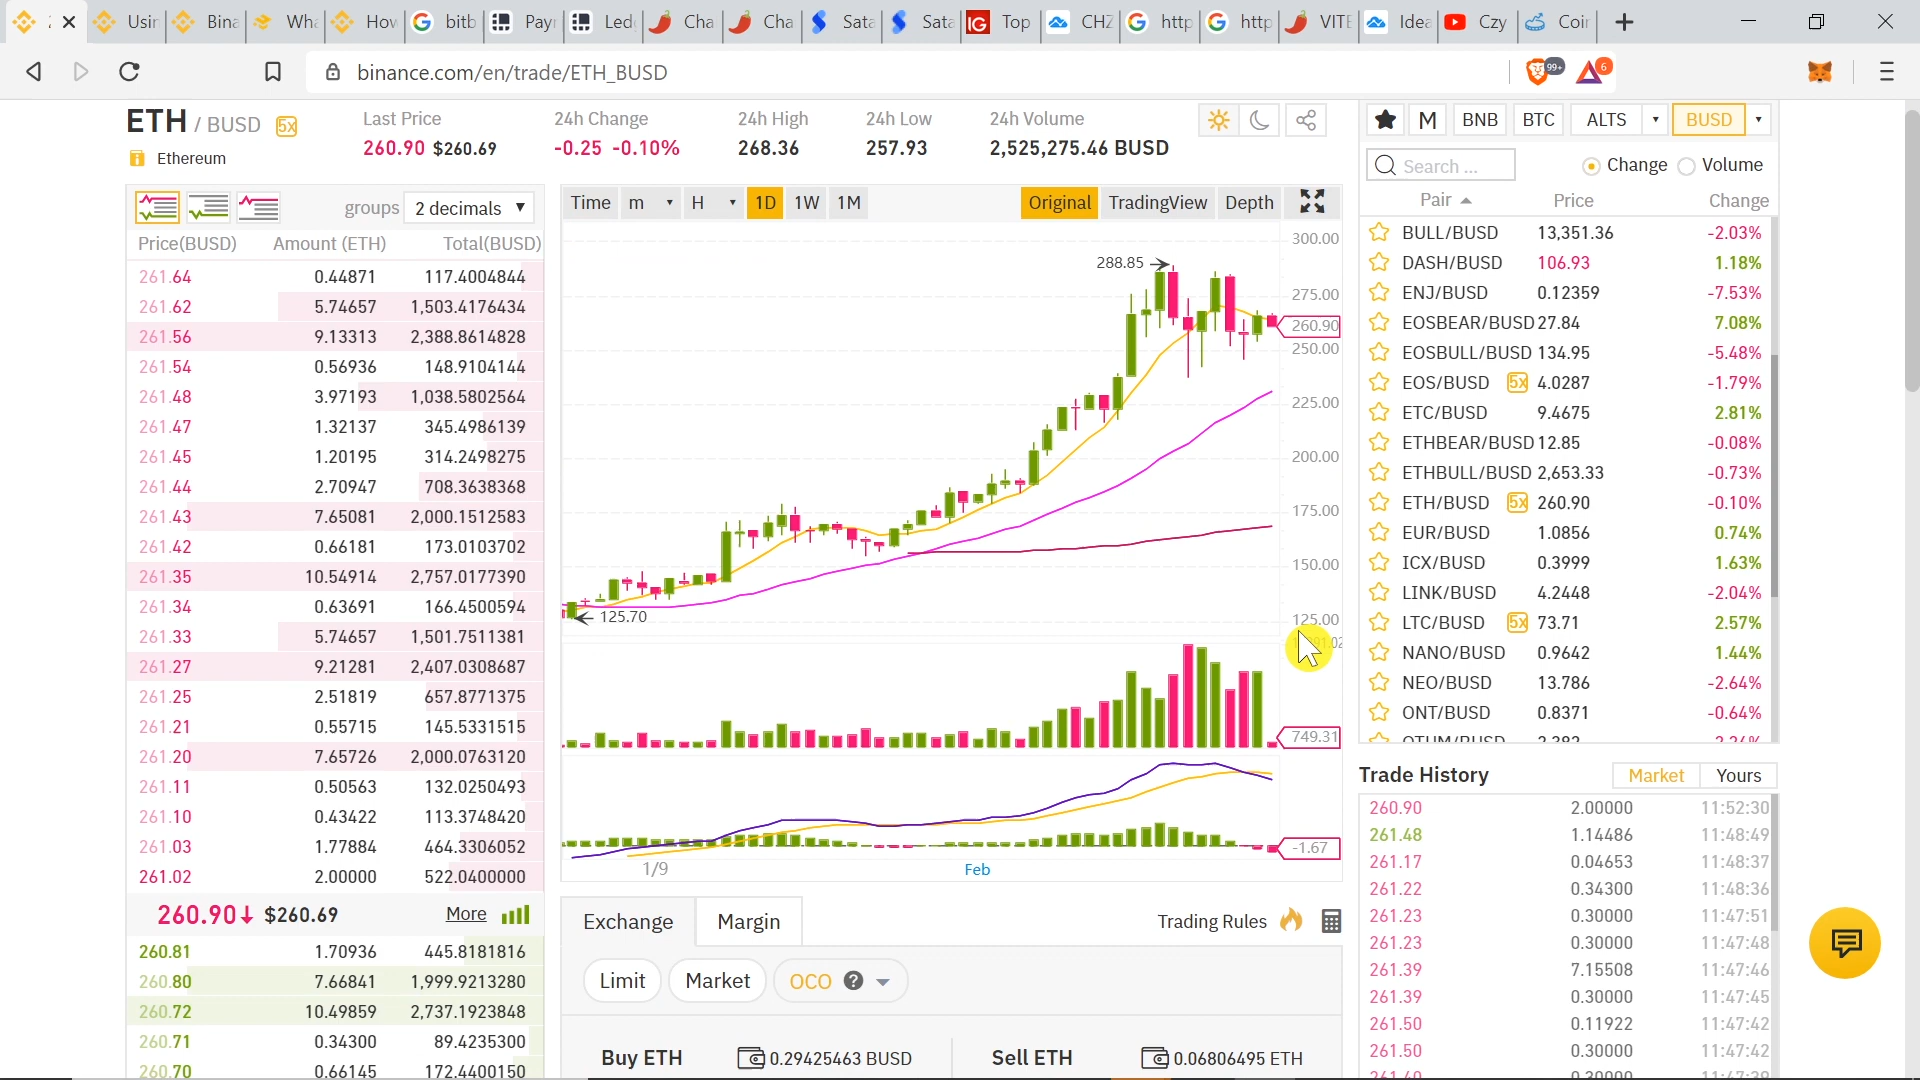 Usin
Bina
Wha
How
bitb
Payr
Led
Cha
Cha
Sata
Sata
IG Top
CHZ
http
http
VITE
Idea
Czy
Coin
binance.com/en/trade/ETH_BUSD
99+
6
ETH / BUSD 5x
Ethereum
Last Price
260.90 $260.69
24h Change
-0.25 -0.10%
24h High
268.36
24h Low
257.93
24h Volume
2,525,275.46 BUSD
groups 2 decimals
Price(BUSD) Amount (ETH) Total(BUSD)
261.64 0.44871 117.4004844
261.62 5.74657 1,503.4176434
261.56 9.13313 2,388.8614828
261.54 0.56936 148.9104144
261.48 3.97193 1,038.5802564
261.47 1.32137 345.4986139
261.45 1.20195 314.2498275
261.44 2.70947 708.3638368
261.43 7.65081 2,000.1512583
261.42 0.66181 173.0103702
261.35 10.54914 2,757.0177390
261.34 0.63691 166.4500594
261.33 5.74657 1,501.7511381
261.27 9.21281 2,407.0308687
261.25 2.51819 657.8771375
261.21 0.55715 145.5331515
261.20 7.65726 2,000.0763120
261.11 0.50563 132.0250493
261.10 0.43422 113.3748420
261.03 1.77884 464.3306052
261.02 2.00000 522.0400000
260.90↓ $260.69 More
260.81 1.70936 445.8181816
260.80 7.66841 1,999.9213280
260.72 10.49859 2,737.1923848
260.71 0.34300 89.4235300
260.70 0.66145 172.4400150
Time m H 1D 1W 1M Original TradingView Depth
300.00
288.85
275.00
260.90
250.00
225.00
200.00
175.00
150.00
125.70
125.00
749.31
-1.67
1/9 Feb
Exchange Margin Trading Rules
Limit Market OCO ?
Buy ETH 0.29425463 BUSD Sell ETH 0.06806495 ETH
M BNB BTC ALTS BUSD
Search ... Change Volume
Pair Price Change
BULL/BUSD 13,351.36 -2.03%
DASH/BUSD 106.93 1.18%
ENJ/BUSD 0.12359 -7.53%
EOSBEAR/BUSD 27.84 7.08%
EOSBULL/BUSD 134.95 -5.48%
EOS/BUSD 5x 4.0287 -1.79%
ETC/BUSD 9.4675 2.81%
ETHBEAR/BUSD 12.85 -0.08%
ETHBULL/BUSD 2,653.33 -0.73%
ETH/BUSD 5x 260.90 -0.10%
EUR/BUSD 1.0856 0.74%
ICX/BUSD 0.3999 1.63%
LINK/BUSD 4.2448 -2.04%
LTC/BUSD 5x 73.71 2.57%
NANO/BUSD 0.9642 1.44%
NEO/BUSD 13.786 -2.64%
ONT/BUSD 0.8371 -0.64%
Trade History Market Yours
260.90 2.00000 11:52:30
261.48 1.14486 11:48:49
261.17 0.04653 11:48:37
261.22 0.34300 11:48:36
261.23 0.30000 11:47:51
261.23 0.30000 11:47:48
261.39 7.15508 11:47:46
261.39 0.30000 11:47:45
261.50 0.11922 11:47:42
261.50 0.30000 11:47:42